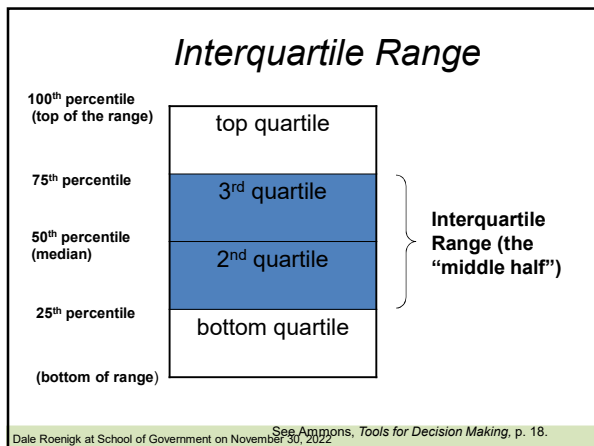 Interquartile Range
100th percentile
(top of the range)
top quartile
75th percentile
3rd quartile
50th percentile
(median)
2nd quartile
Interquartile
Range (the
“middle half”)
25th percentile
bottom quartile
(bottom of range)
See Ammons, Tools for Decision Making, p. 18.
Dale Roenigk at School of Government on November 30, 2022